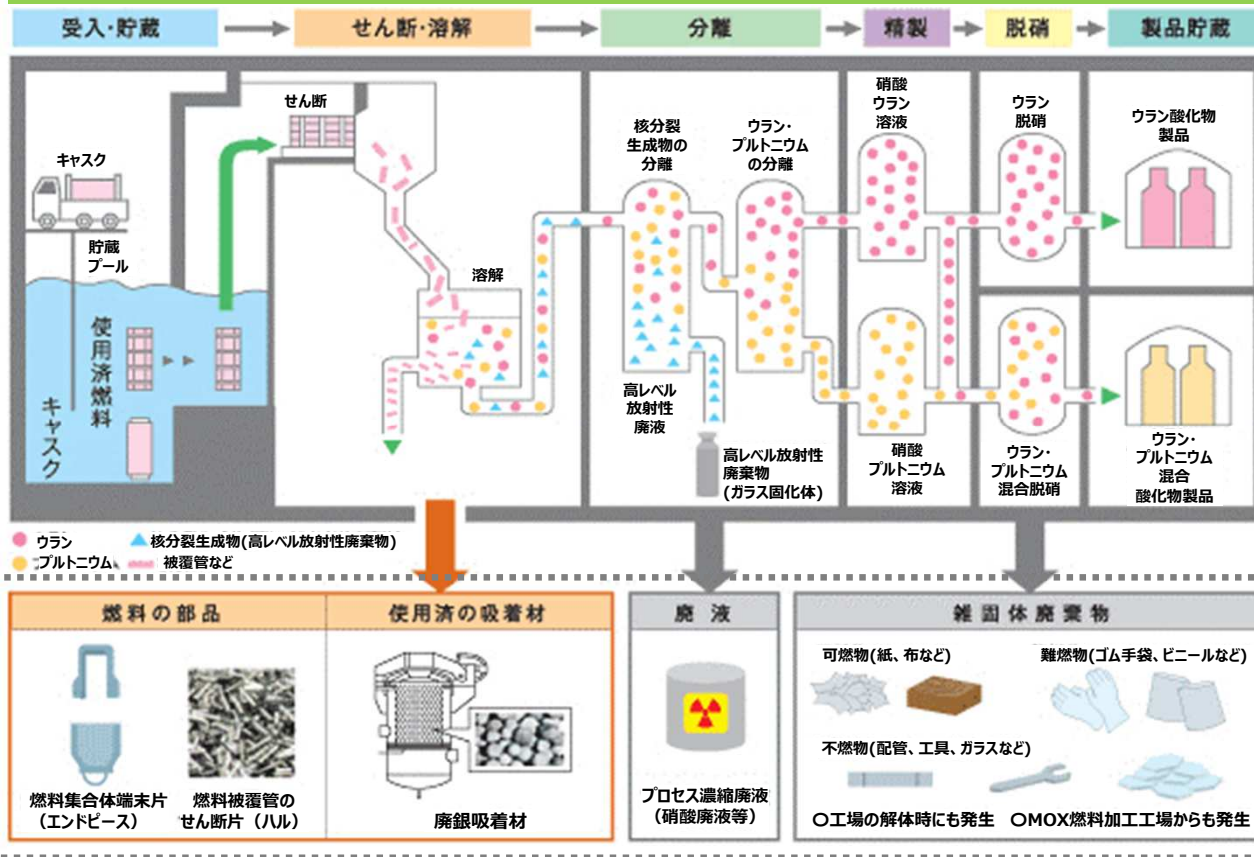 受入・貯蔵
せん断・溶解
分離
精製
脱硝
製品貯蔵
キャスク
貯蔵
プール
使用済燃料
キャスク
せん断
溶解
核分裂
生成物の
分離
高レベル
放射性
廃液
高レベル放射性
廃棄物
(ガラス固化体)
ウラン・
プルトニウム
の分離
硝酸
ウラン
溶液
硝酸
プルトニウム
溶液
ウラン
脱硝
ウラン・
プルトニウム
混合脱硝
ウラン酸化物
製品
ウラン・
プルトニウム
混合
酸化物製品
ウラン
核分裂生成物(高レベル放射性廃棄物)
プルトニウム
被覆管など
燃料の部品
燃料集合体端末片
(エンドピース)
燃料被覆管の
せん断片（ハル）
使用済の吸着材
廃銀吸着材
廃液
プロセス濃縮廃液
（硝酸廃液等）
雑固体廃棄物
可燃物(紙、布など)
難燃物(ゴム手袋、ビニールなど)
不燃物(配管、工具、ガラスなど)
〇工場の解体時にも発生
〇MOX燃料加工工場からも発生